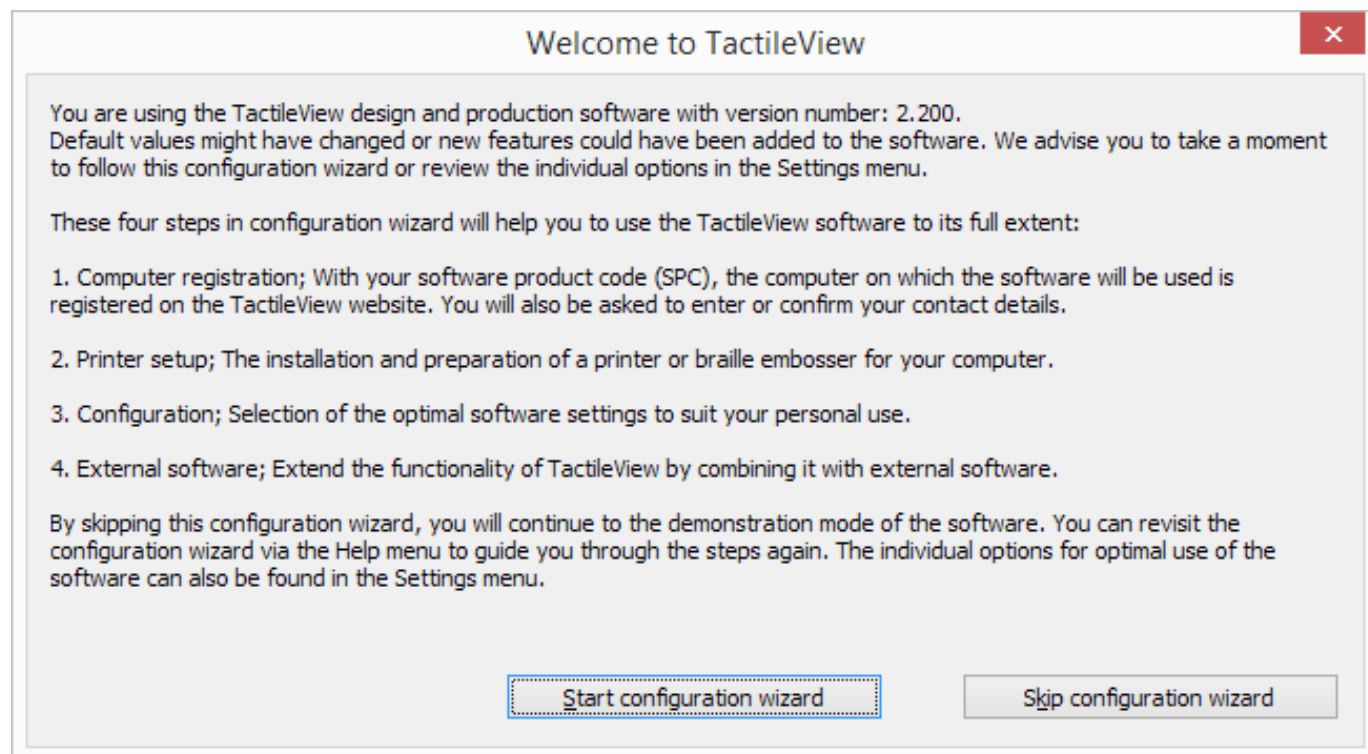 Welcome to TactileView
You are using the TactileView design and production software with version number: 2.200.
Default values might have changed or new features could have been added to the software. We advise you to take a moment
to follow this configuration wizard or review the individual options in the Settings menu.
These four steps in configuration wizard will help you to use the TactileView software to its full extent:
1. Computer registration; With your software product code (SPC), the computer on which the software will be used is
registered on the TactileView website. You will also be asked to enter or confirm your contact details.
2. Printer setup; The installation and preparation of a printer or braille embosser for your computer.
3. Configuration; Selection of the optimal software settings to suit your personal use.
4. External software; Extend the functionality of TactileView by combining it with external software.
By skipping this configuration wizard, you will continue to the demonstration mode of the software. You can revisit the
configuration wizard via the Help menu to guide you through the steps again. The individual options for optimal use of the
software can also be found in the Settings menu.
Start configuration wizard
Skip configuration wizard